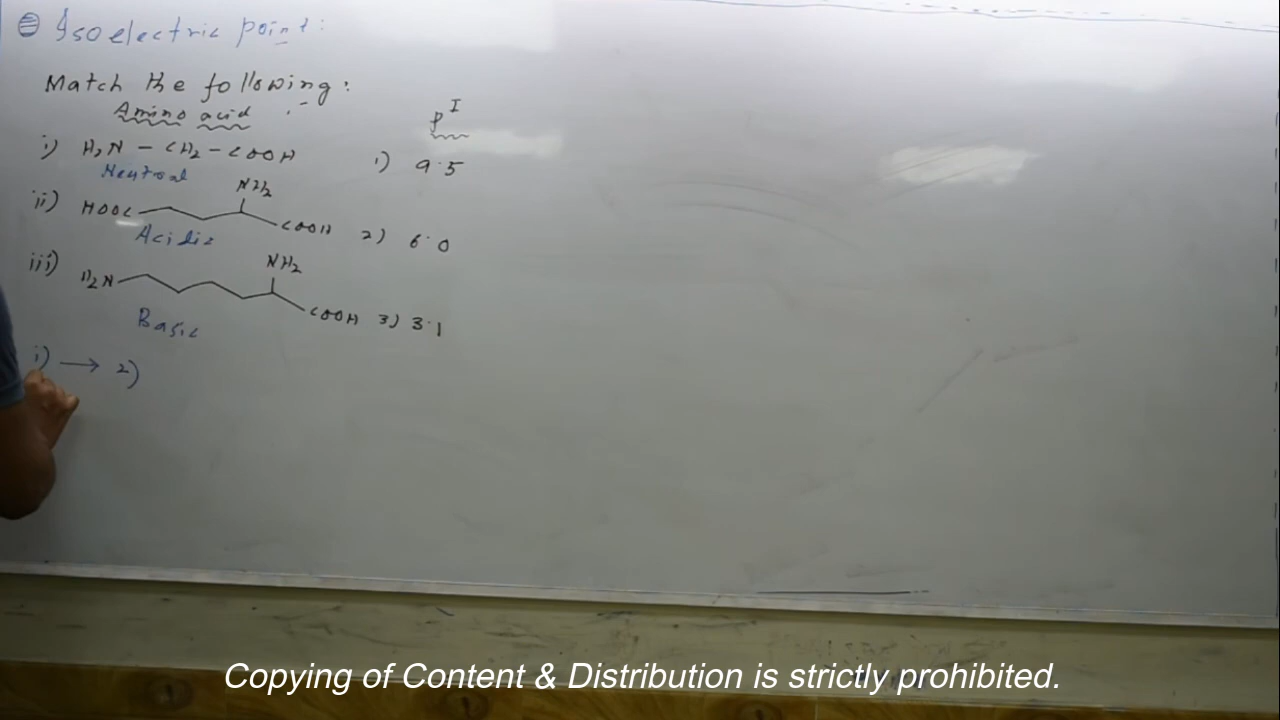 Isoelectric point:
Match the following:
Amino acid
pI
i) H2N - CH2 - COOH 1) 9.5
Neutral
NH2
ii) HOOC COOH 2) 6.0
Acidic
NH2
iii) H2N COOH 3) 3.1
Basic
i) → 2)
Copying of Content & Distribution is strictly prohibited.